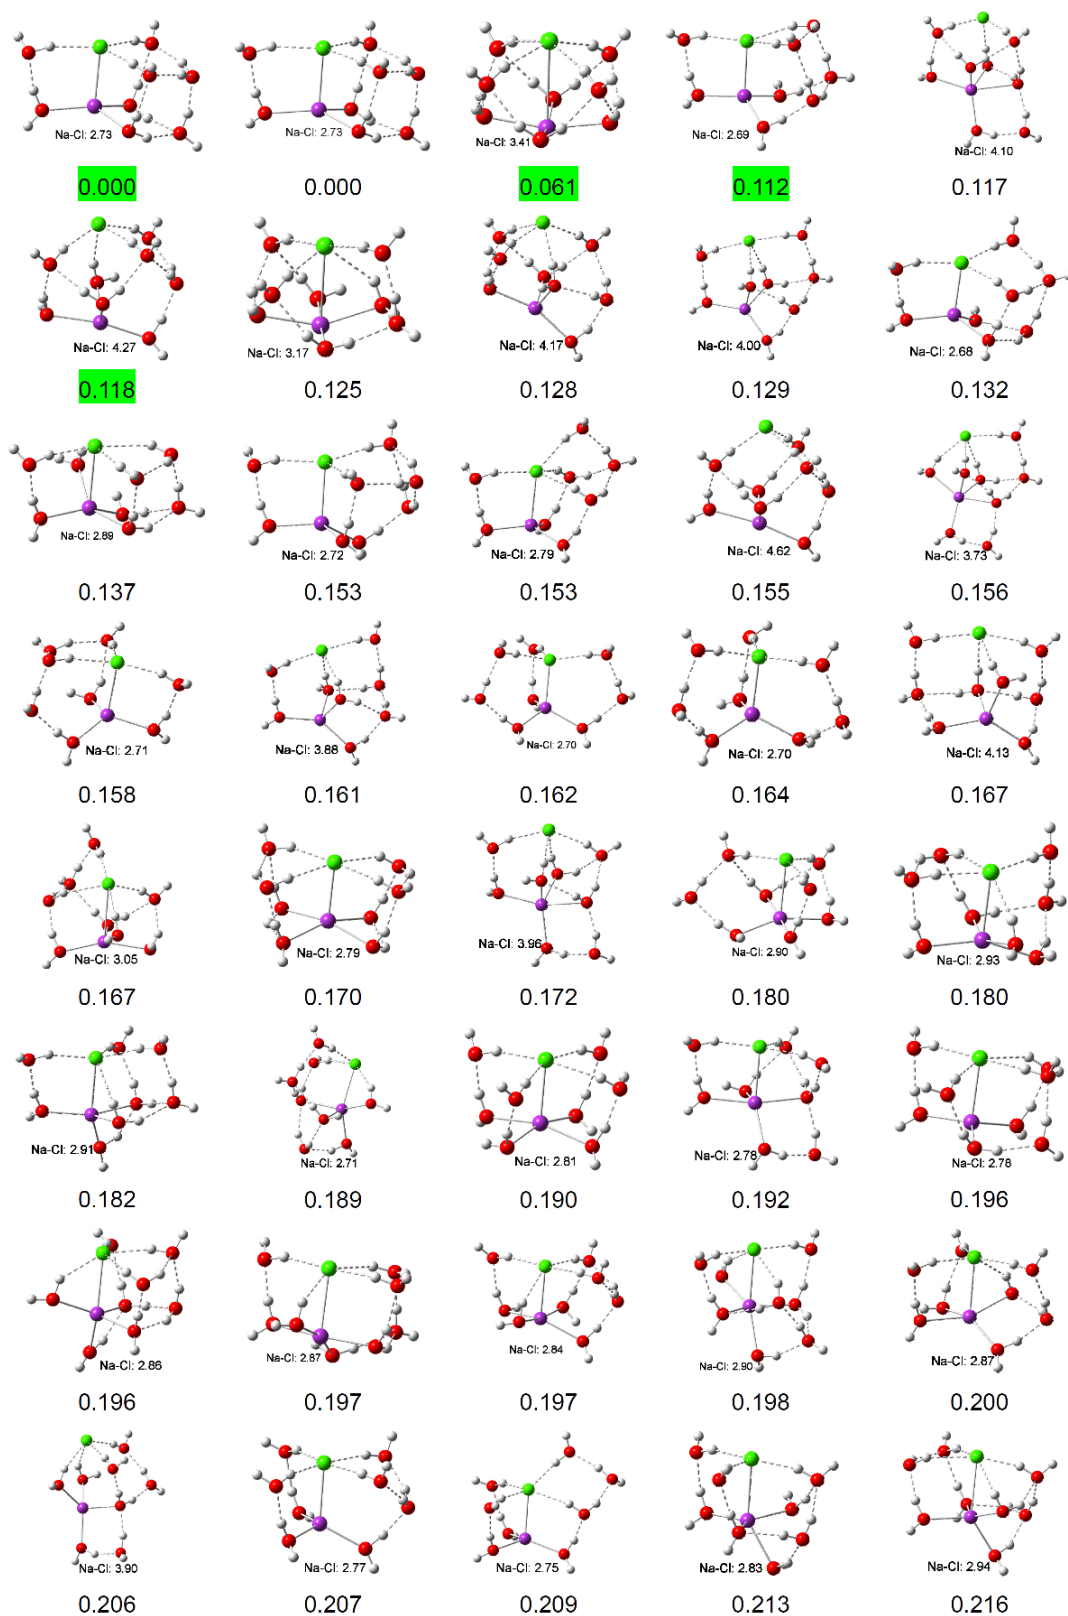 Na-Cl: 2.73
Na-Cl: 2.73
Na-Cl: 3.41
Na-Cl: 2.69
Na-Cl: 4.10
0.000
0.000
0.061
0.112
0.117
Na-Cl: 4.27
Na-Cl: 3.17
Na-Cl: 4.17
Na-Cl: 4.00
Na-Cl: 2.68
0.118
0.125
0.128
0.129
0.132
Na-Cl: 2.89
Na-Cl: 2.72
Na-Cl: 2.79
Na-Cl: 4.62
Na-Cl: 3.73
0.137
0.153
0.153
0.155
0.156
Na-Cl: 2.71
Na-Cl: 3.88
Na-Cl: 2.70
Na-Cl: 2.70
Na-Cl: 4.13
0.158
0.161
0.162
0.164
0.167
Na-Cl: 3.05
Na-Cl: 2.79
Na-Cl: 3.96
Na-Cl: 2.90
Na-Cl: 2.93
0.167
0.170
0.172
0.180
0.180
Na-Cl: 2.91
Na-Cl: 2.71
Na-Cl: 2.81
Na-Cl: 2.78
Na-Cl: 2.78
0.182
0.189
0.190
0.192
0.196
Na-Cl: 2.86
Na-Cl: 2.87
Na-Cl: 2.84
Na-Cl: 2.90
Na-Cl: 2.87
0.196
0.197
0.197
0.198
0.200
Na-Cl: 3.90
Na-Cl: 2.77
Na-Cl: 2.75
Na-Cl: 2.83
Na-Cl: 2.94
0.206
0.207
0.209
0.213
0.216